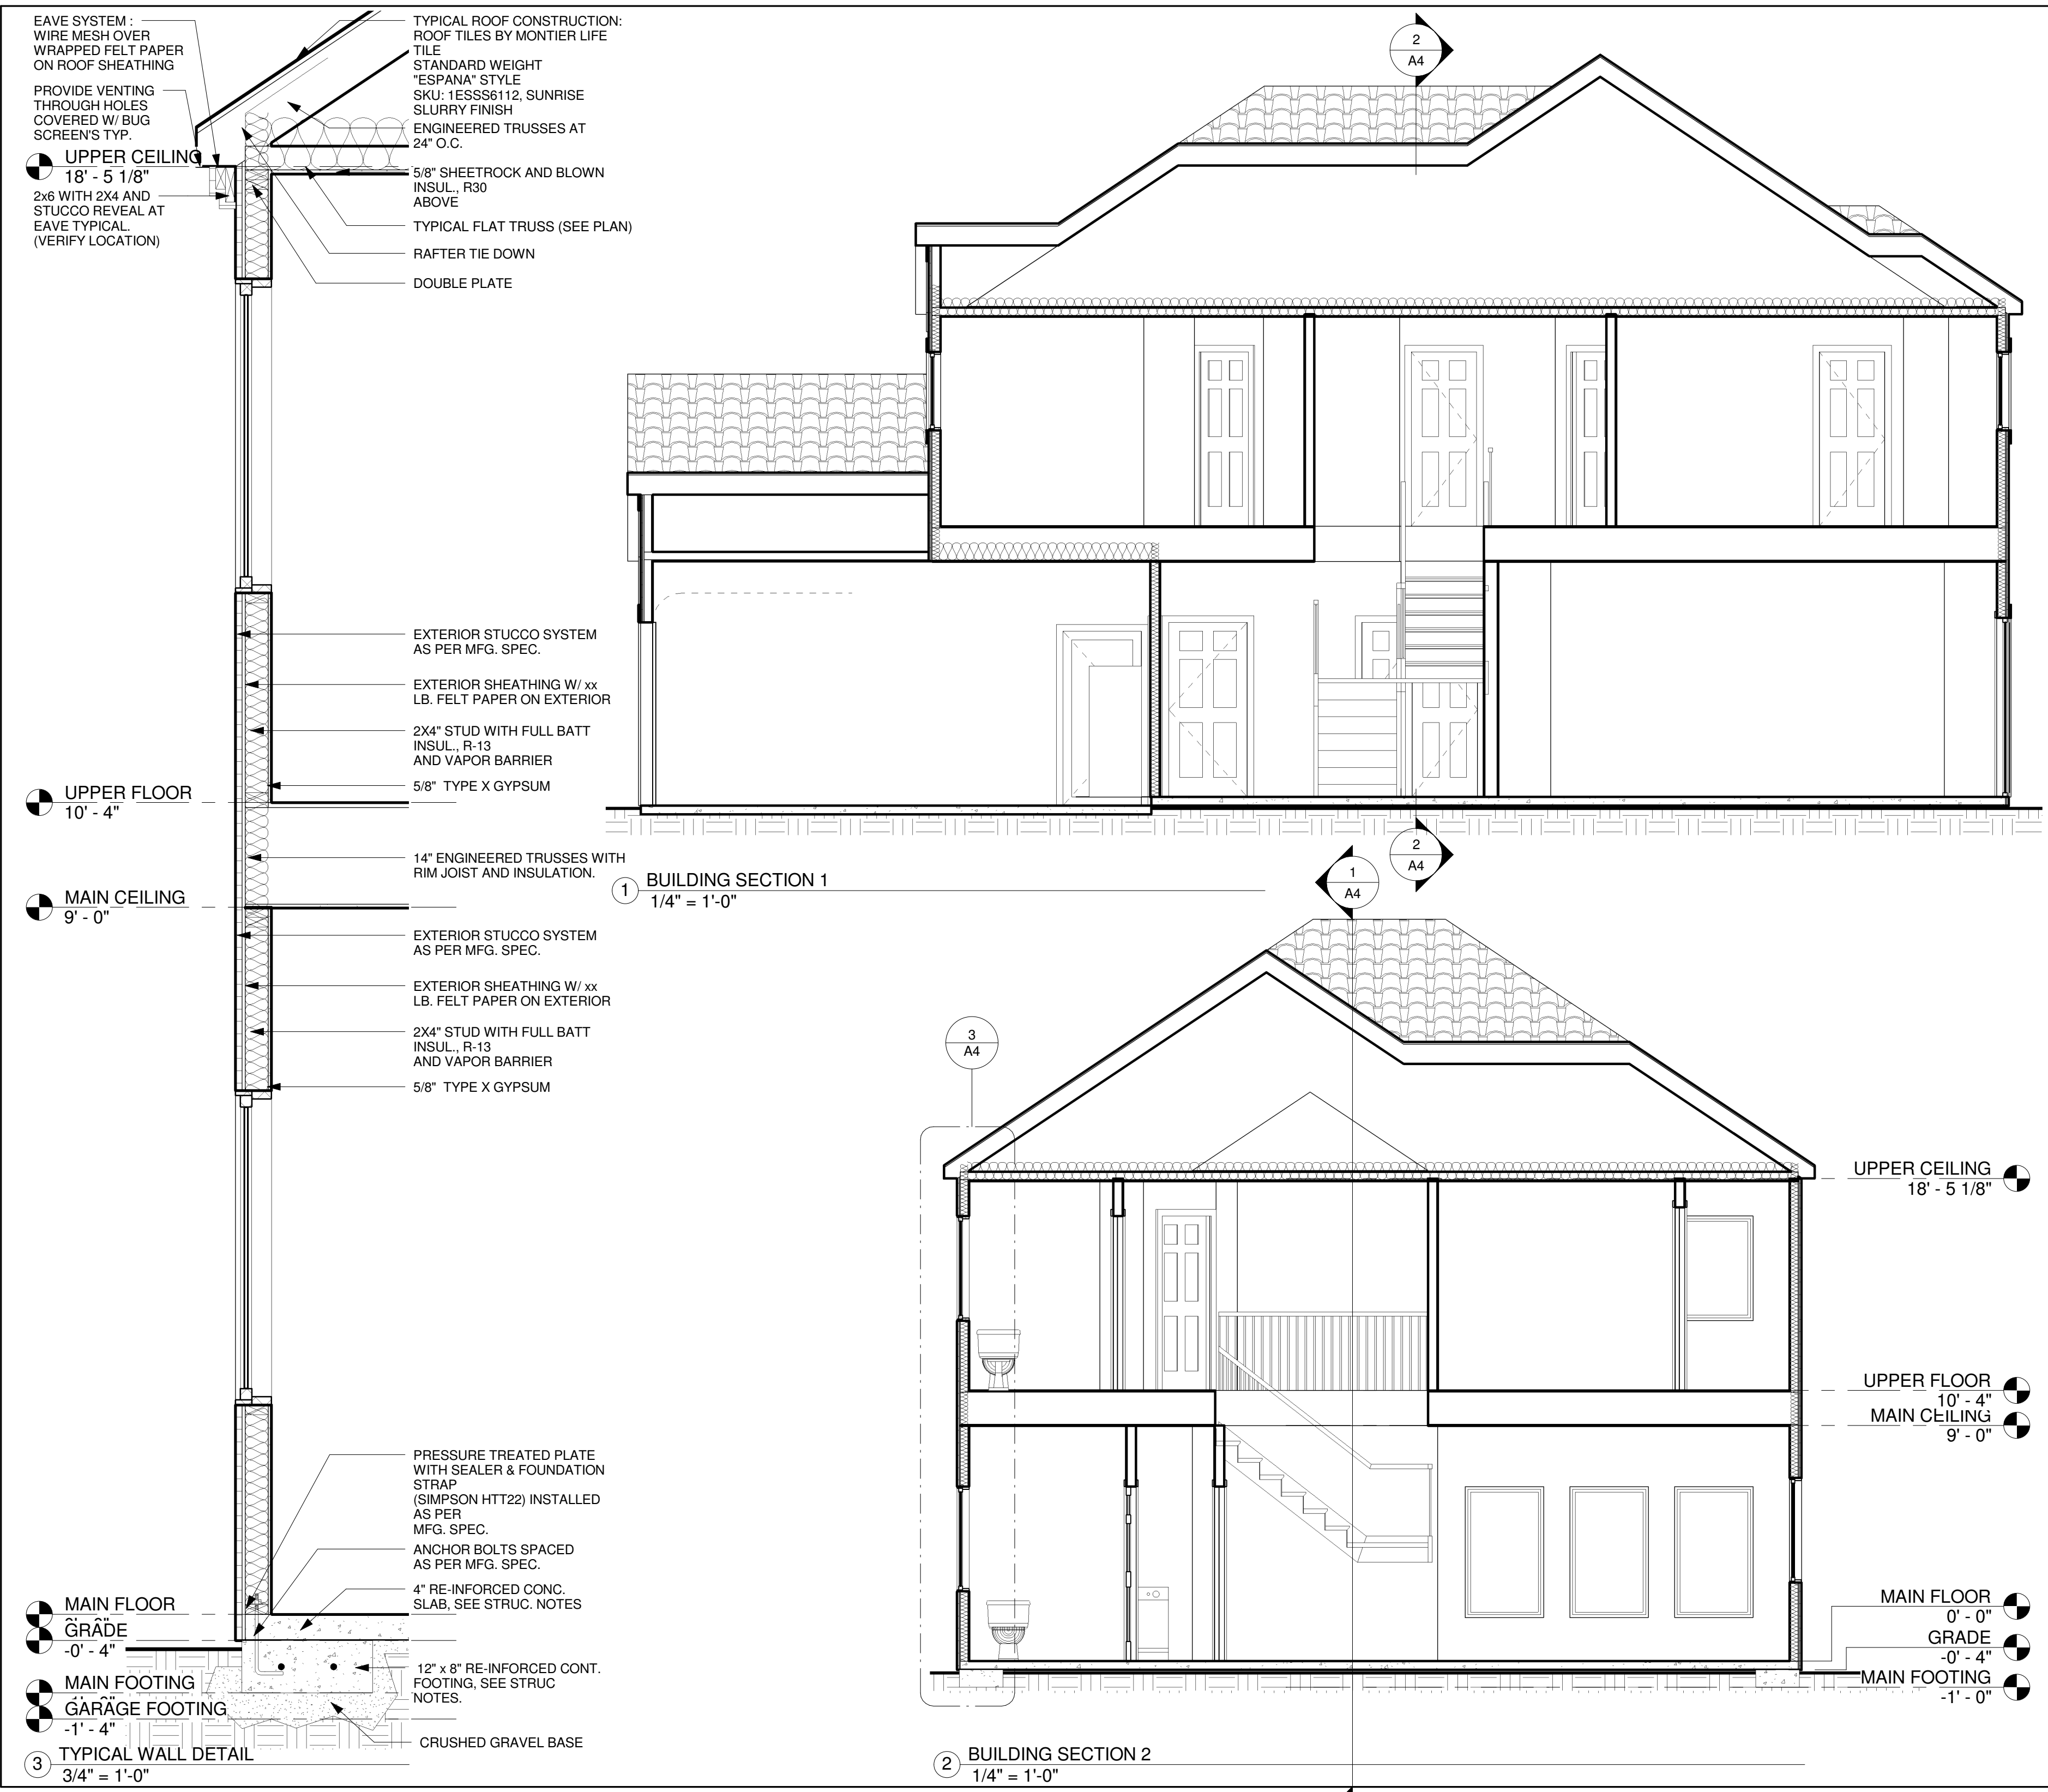 EAVE SYSTEM :
WIRE MESH OVER
WRAPPED FELT PAPER
ON ROOF SHEATHING
PROVIDE VENTING
THROUGH HOLES
COVERED W/ BUG
SCREEN'S TYP.
UPPER CEILING
18' - 5 1/8"
2x6 WITH 2X4 AND
STUCCO REVEAL AT
EAVE TYPICAL.
(VERIFY LOCATION)
TYPICAL ROOF CONSTRUCTION:
ROOF TILES BY MONTIER LIFE
TILE
STANDARD WEIGHT
"ESPANA" STYLE
SKU: 1ESSS6112, SUNRISE
SLURRY FINISH
ENGINEERED TRUSSES AT
24" O.C.
5/8" SHEETROCK AND BLOWN
INSUL., R30
ABOVE
TYPICAL FLAT TRUSS (SEE PLAN)
RAFTER TIE DOWN
DOUBLE PLATE
EXTERIOR STUCCO SYSTEM
AS PER MFG. SPEC.
EXTERIOR SHEATHING W/ xx
LB. FELT PAPER ON EXTERIOR
2X4" STUD WITH FULL BATT
INSUL., R-13
AND VAPOR BARRIER
5/8" TYPE X GYPSUM
UPPER FLOOR
10' - 4"
14" ENGINEERED TRUSSES WITH
RIM JOIST AND INSULATION.
MAIN CEILING
9' - 0"
EXTERIOR STUCCO SYSTEM
AS PER MFG. SPEC.
EXTERIOR SHEATHING W/ xx
LB. FELT PAPER ON EXTERIOR
2X4" STUD WITH FULL BATT
INSUL., R-13
AND VAPOR BARRIER
5/8" TYPE X GYPSUM
PRESSURE TREATED PLATE
WITH SEALER & FOUNDATION
STRAP
(SIMPSON HTT22) INSTALLED
AS PER
MFG. SPEC.
ANCHOR BOLTS SPACED
AS PER MFG. SPEC.
4" RE-INFORCED CONC.
SLAB, SEE STRUC. NOTES
MAIN FLOOR
GRADE
-0' - 4"
12" x 8" RE-INFORCED CONT.
FOOTING, SEE STRUC
NOTES.
MAIN FOOTING
GARAGE FOOTING
-1' - 4"
CRUSHED GRAVEL BASE
3 TYPICAL WALL DETAIL
3/4" = 1'-0"
2
A4
2
A4
1 BUILDING SECTION 1
1/4" = 1'-0"
1
A4
3
A4
UPPER CEILING
18' - 5 1/8"
UPPER FLOOR
10' - 4"
MAIN CEILING
9' - 0"
MAIN FLOOR
0' - 0"
GRADE
-0' - 4"
MAIN FOOTING
-1' - 0"
2 BUILDING SECTION 2
1/4" = 1'-0"